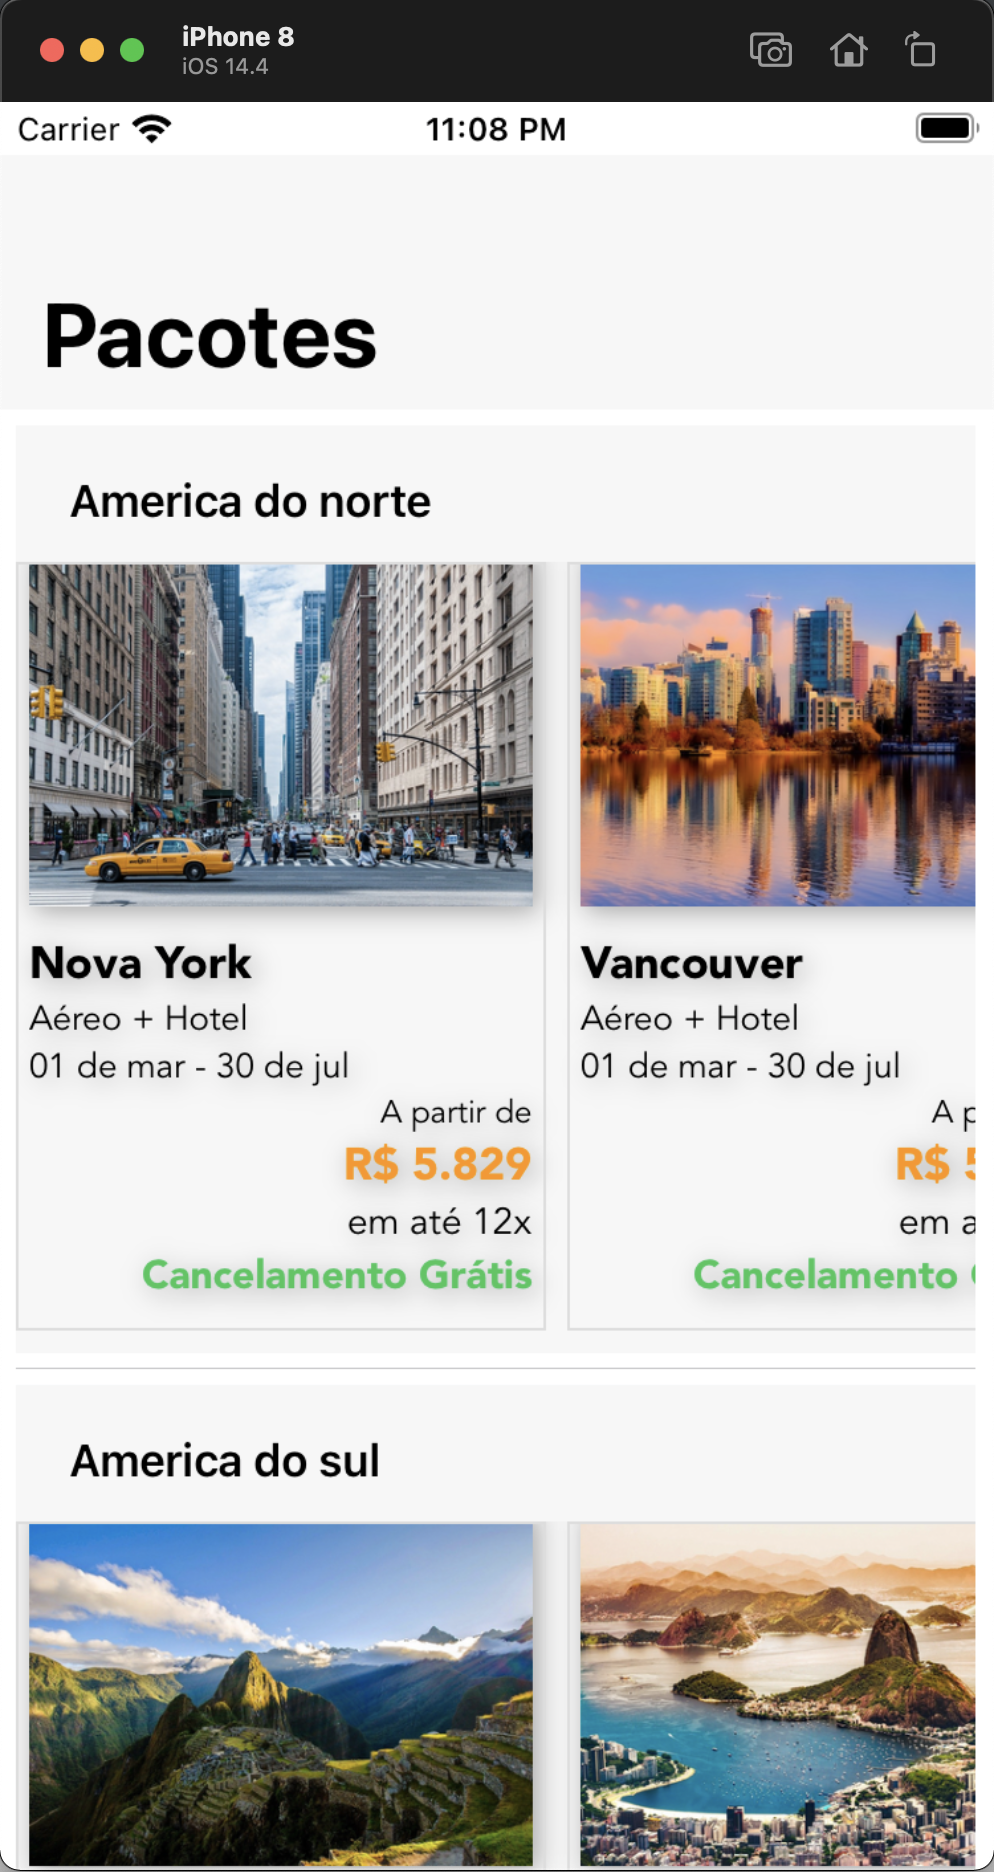 iPhone 8
iOS 14.4
Carrier 11:08 PM
Pacotes
America do norte
Nova York
Aéreo + Hotel
01 de mar - 30 de jul
A partir de
R$ 5.829
em até 12x
Cancelamento Grátis
Vancouver
Aéreo + Hotel
01 de mar - 30 de jul
A p
R$ 5
em a
Cancelamento
America do sul